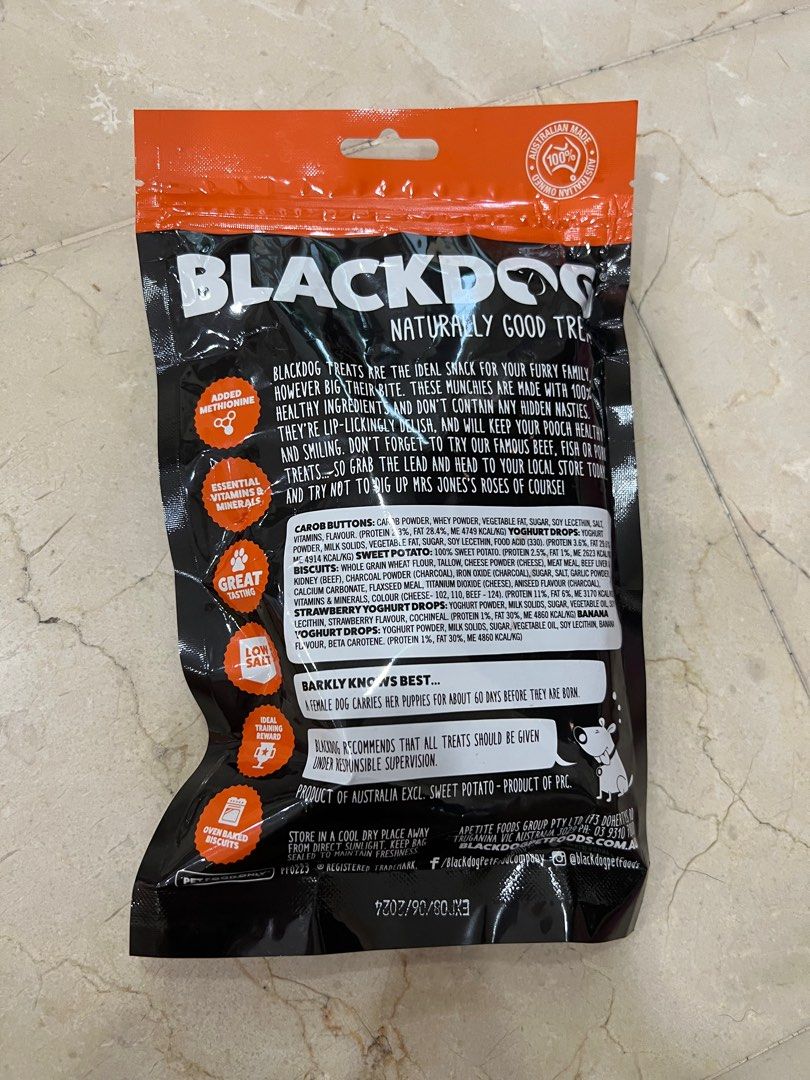 AUSTRALIAN MADE • AUSTRALIAN OWNED •
100%
BLACKDOG
NATURALLY GOOD
ADDED
METHIONINE
ESSENTIAL
VITAMINS &
MINERALS
GREAT
TASTING
LOW
SALT
IDEAL
TRAINING
REWARD
OVEN BAKED
BISCUITS
BLACKDOG TREATS ARE THE IDEAL SNACK FOR YOUR FURRY FAMILY
HOWEVER BIG THEIR BITE. THESE MUNCHIES ARE MADE WITH 100%
HEALTHY INGREDIENTS AND DON'T CONTAIN ANY HIDDEN NASTIES.
THEY'RE LIP-LICKINGLY DELISH, AND WILL KEEP YOUR POOCH HEALTHY
AND SMILING. DON'T FORGET TO TRY OUR FAMOUS BEEF, FISH OR
TREATS... SO GRAB THE LEAD AND HEAD TO YOUR LOCAL STORE TODAY
AND TRY NOT TO DIG UP MRS JONES'S ROSES OF COURSE!
CAROB BUTTONS: CAROB POWDER, WHEY POWDER, VEGETABLE FAT, SUGAR, SOY LECITHIN, SALT,
VITAMINS, FLAVOUR. (PROTEIN FAT 28.4%, ME 4749 KCAL/KG) YOGHURT DROPS: YOGHURT
POWDER, MILK SOLIDS, VEGETABLE FAT, SUGAR, SOY LECITHIN, FOOD ACID (330). (PROTEIN 3.6%, FAT
ME 4914 KCAL/KG) SWEET POTATO: 100% SWEET POTATO. (PROTEIN 2.5%, FAT 1%, ME 2623
BISCUITS: WHOLE GRAIN WHEAT FLOUR, TALLOW, CHEESE POWDER (CHEESE), MEAT MEAL, BEEF LIVER &
KIDNEY (BEEF), CHARCOAL POWDER (CHARCOAL), IRON OXIDE (CHARCOAL), SUGAR, SALT, GARLIC POWDER,
CALCIUM CARBONATE, FLAXSEED MEAL, TITANIUM DIOXIDE (CHEESE), ANISEED FLAVOUR (CHARCOAL),
VITAMINS & MINERALS, COLOUR (CHEESE- 102, 110, BEEF - 124). (PROTEIN 11%, FAT 6%, ME 3170
STRAWBERRY YOGHURT DROPS: YOGHURT POWDER, MILK SOLIDS, SUGAR, VEGETABLE OIL, SOY
LECITHIN, STRAWBERRY FLAVOUR, COCHINEAL. (PROTEIN 1%, FAT 30%, ME 4860 KCAL/KG) BANANA
YOGHURT DROPS: YOGHURT POWDER, MILK SOLIDS, SUGAR, VEGETABLE OIL, SOY LECITHIN, BANANA
FLAVOUR, BETA CAROTENE. (PROTEIN 1%, FAT 30%, ME 4860 KCAL/KG)
BARKLY KNOWS BEST...
A FEMALE DOG CARRIES HER PUPPIES FOR ABOUT 60 DAYS BEFORE THEY ARE BORN.
BLACKDOG RECOMMENDS THAT ALL TREATS SHOULD BE GIVEN
UNDER RESPONSIBLE SUPERVISION.
PRODUCT OF AUSTRALIA EXCL. SWEET POTATO - PRODUCT OF PRC.
STORE IN A COOL DRY PLACE AWAY
FROM DIRECT SUNLIGHT. KEEP BAG
SEALED TO MAINTAIN FRESHNESS
PF0223 ® REGISTERED TRADEMARK.
APETITE FOODS GROUP PTY LTD
TRUGANINA VIC AUSTRALIA 3029 PH: 03 9310
BLACKDOGPETFOODS.COM.AU
f /BlackdogPetFoodCompany @blackdogpetfoods
PET FOOD ONLY
EXP.08/06/2024